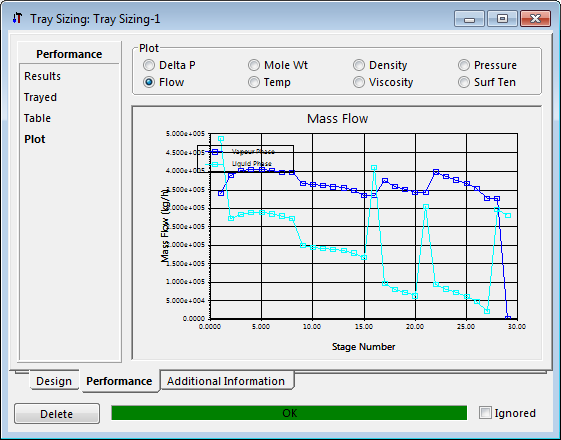 Tray Sizing: Tray Sizing-1
Performance
Results
Trayed
Table
Plot
Plot
Delta P
Mole Wt
Density
Pressure
Flow
Temp
Viscosity
Surf Ten
Mass Flow
5.000e+005
4.500e+005
4.000e+005
3.500e+005
3.000e+005
2.500e+005
2.000e+005
1.500e+005
1.000e+005
5.000e+004
0.0000
Vapour Phase
Liquid Phase
Mass Flow (kg/h)
0.0000
5.000
10.00
15.00
20.00
25.00
30.00
Stage Number
Design
Performance
Additional Information
Delete
OK
Ignored